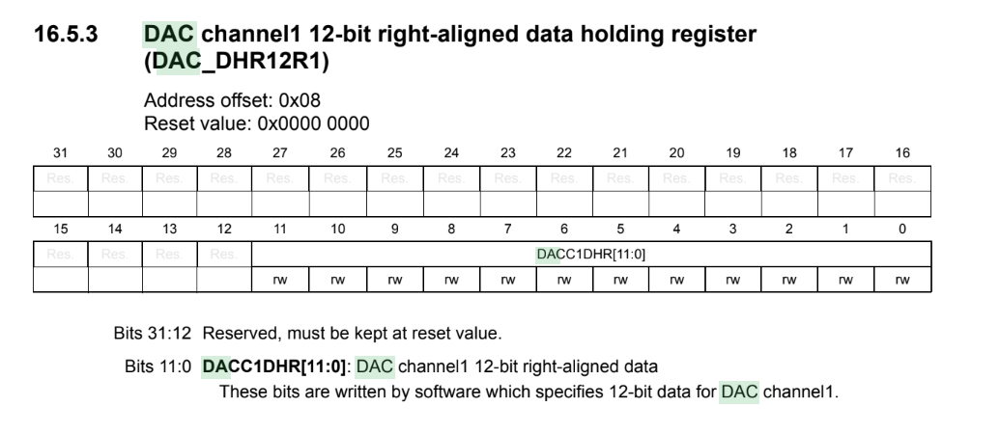 16.5.3 DAC channel1 12-bit right-aligned data holding register
(DAC_DHR12R1)
Address offset: 0x08
Reset value: 0x0000 0000
31 30 29 28 27 26 25 24 23 22 21 20 19 18 17 16
Res. Res. Res. Res. Res. Res. Res. Res. Res. Res. Res. Res. Res. Res. Res. Res.
15 14 13 12 11 10 9 8 7 6 5 4 3 2 1 0
Res. Res. Res. Res. DACC1DHR[11:0]
rw rw rw rw rw rw rw rw rw rw rw rw
Bits 31:12 Reserved, must be kept at reset value.
Bits 11:0 DACC1DHR[11:0]: DAC channel1 12-bit right-aligned data
These bits are written by software which specifies 12-bit data for DAC channel1.